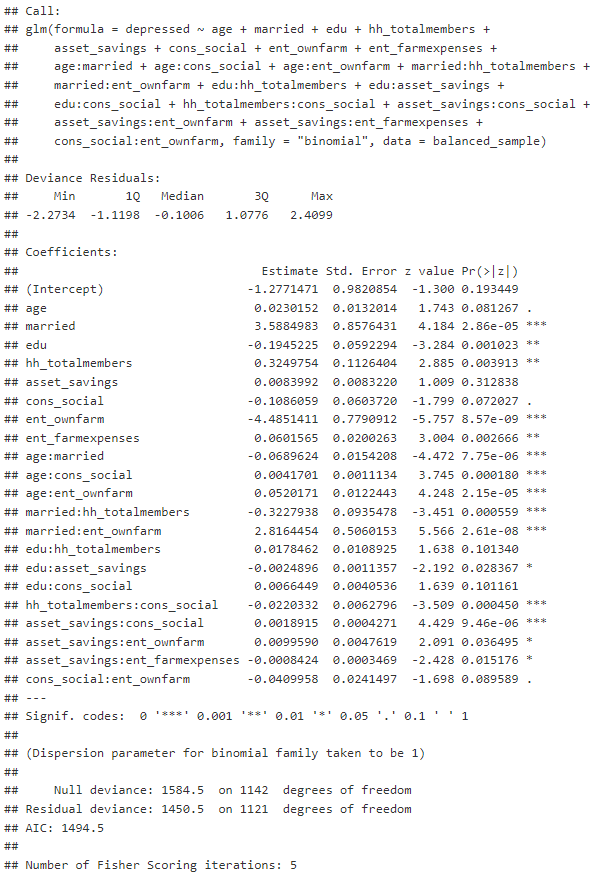 ## Call:
## glm(formula = depressed ~ age + married + edu + hh_totalmembers +
##     asset_savings + cons_social + ent_ownfarm + ent_farmexpenses +
##     age:married + age:cons_social + age:ent_ownfarm + married:hh_totalmembers +
##     married:ent_ownfarm + edu:hh_totalmembers + edu:asset_savings +
##     edu:cons_social + hh_totalmembers:cons_social + asset_savings:cons_social +
##     asset_savings:ent_ownfarm + asset_savings:ent_farmexpenses +
##     cons_social:ent_ownfarm, family = "binomial", data = balanced_sample)
##
## Deviance Residuals:
##     Min       1Q   Median       3Q      Max
## -2.2734  -1.1198  -0.1006   1.0776   2.4099
##
## Coefficients:
##                                  Estimate Std. Error z value Pr(>|z|)
## (Intercept)                    -1.2771471  0.9820854  -1.300 0.193449
## age                             0.0230152  0.0132014   1.743 0.081267 .
## married                         3.5884983  0.8576431   4.184 2.86e-05 ***
## edu                            -0.1945225  0.0592294  -3.284 0.001023 **
## hh_totalmembers                 0.3249754  0.1126404   2.885 0.003913 **
## asset_savings                   0.0083992  0.0083220   1.009 0.312838
## cons_social                    -0.1086059  0.0603720  -1.799 0.072027 .
## ent_ownfarm                    -4.4851411  0.7790912  -5.757 8.57e-09 ***
## ent_farmexpenses                0.0601565  0.0200263   3.004 0.002666 **
## age:married                    -0.0689624  0.0154208  -4.472 7.75e-06 ***
## age:cons_social                 0.0041701  0.0011134   3.745 0.000180 ***
## age:ent_ownfarm                 0.0520171  0.0122443   4.248 2.15e-05 ***
## married:hh_totalmembers        -0.3227938  0.0935478  -3.451 0.000559 ***
## married:ent_ownfarm             2.8164454  0.5060153   5.566 2.61e-08 ***
## edu:hh_totalmembers             0.0178462  0.0108925   1.638 0.101340
## edu:asset_savings              -0.0024896  0.0011357  -2.192 0.028367 *
## edu:cons_social                 0.0066449  0.0040536   1.639 0.101161
## hh_totalmembers:cons_social    -0.0220332  0.0062796  -3.509 0.000450 ***
## asset_savings:cons_social       0.0018915  0.0004271   4.429 9.46e-06 ***
## asset_savings:ent_ownfarm       0.0099590  0.0047619   2.091 0.036495 *
## asset_savings:ent_farmexpenses -0.0008424  0.0003469  -2.428 0.015176 *
## cons_social:ent_ownfarm        -0.0409958  0.0241497  -1.698 0.089589 .
## ---
## Signif. codes:  0 '***' 0.001 '**' 0.01 '*' 0.05 '.' 0.1 ' ' 1
##
## (Dispersion parameter for binomial family taken to be 1)
##
##     Null deviance: 1584.5  on 1142  degrees of freedom
## Residual deviance: 1450.5  on 1121  degrees of freedom
## AIC: 1494.5
##
## Number of Fisher Scoring iterations: 5